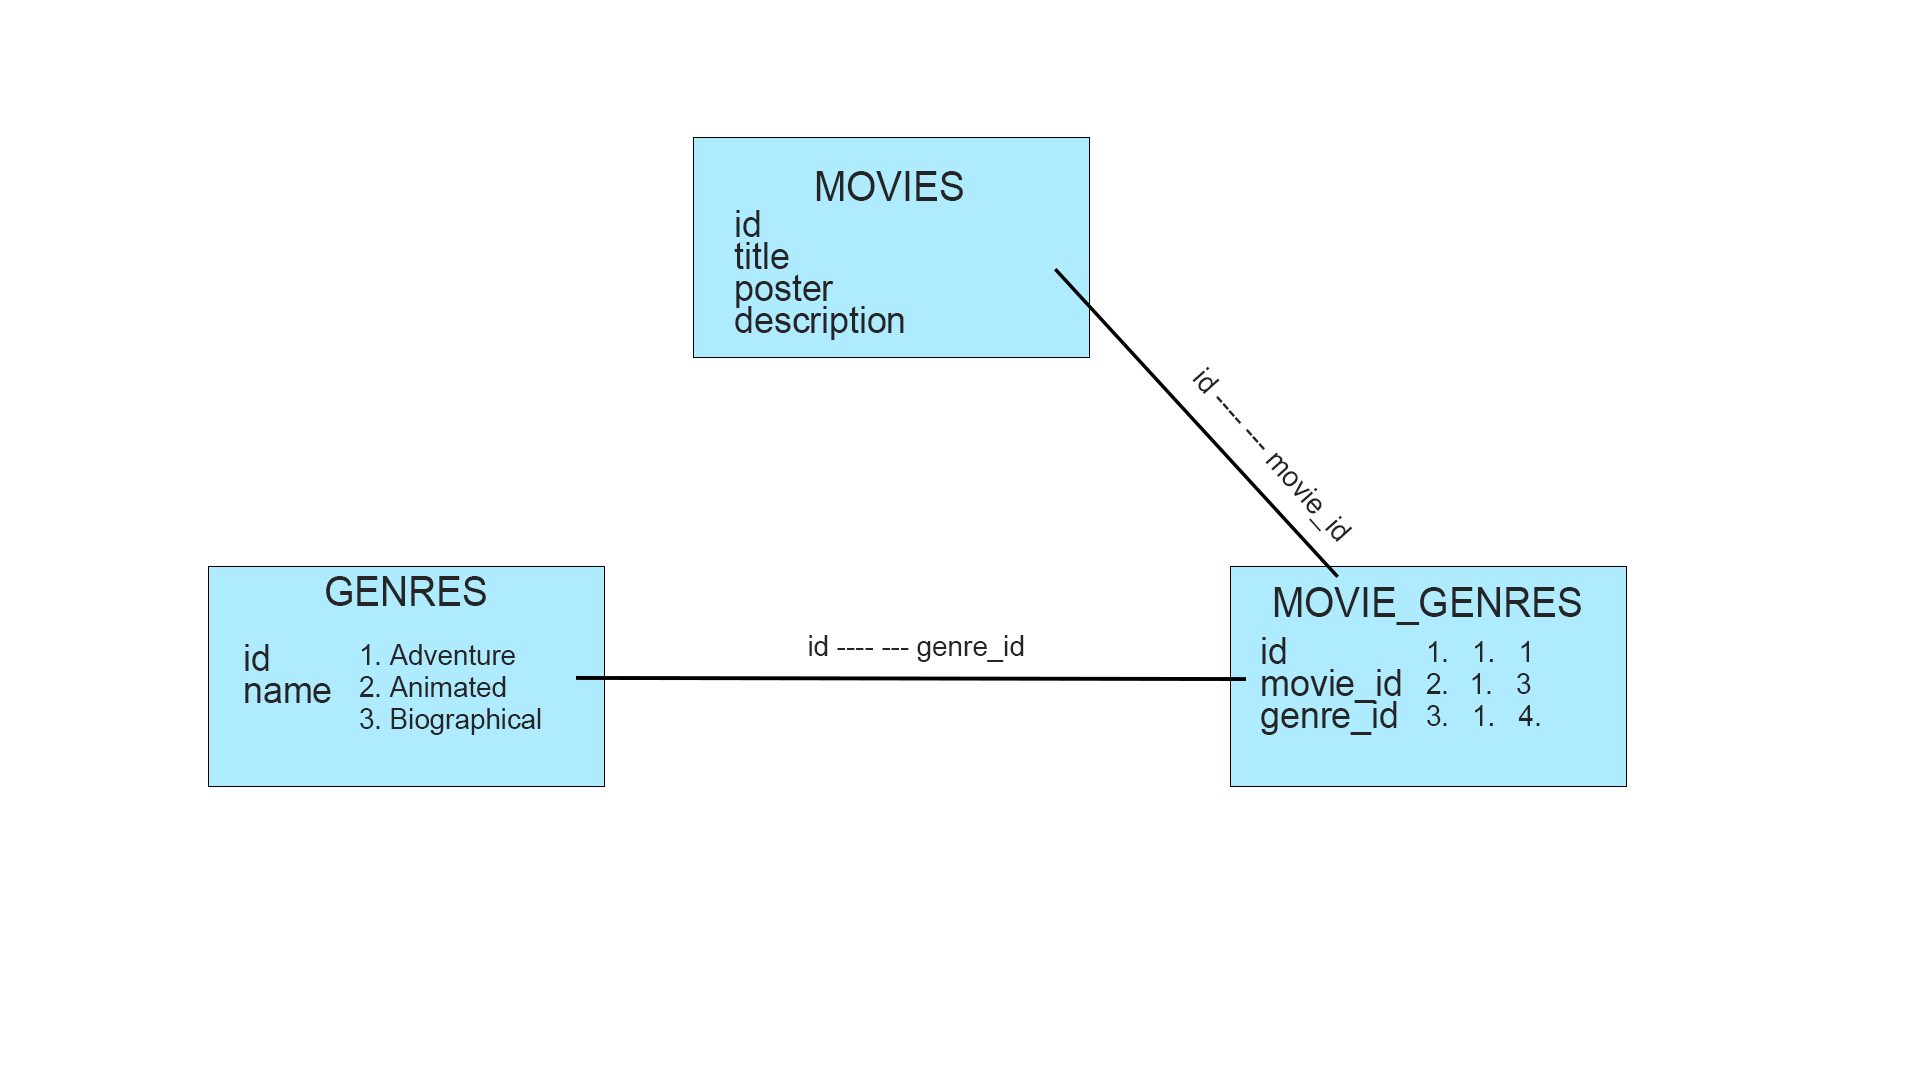 MOVIES
id
title
poster
description
id ----- --- movie_id
GENRES
id
name
1. Adventure
2. Animated
3. Biographical
id ---- --- genre_id
MOVIE_GENRES
id 1. 1. 1
movie_id 2. 1. 3
genre_id 3. 1. 4.